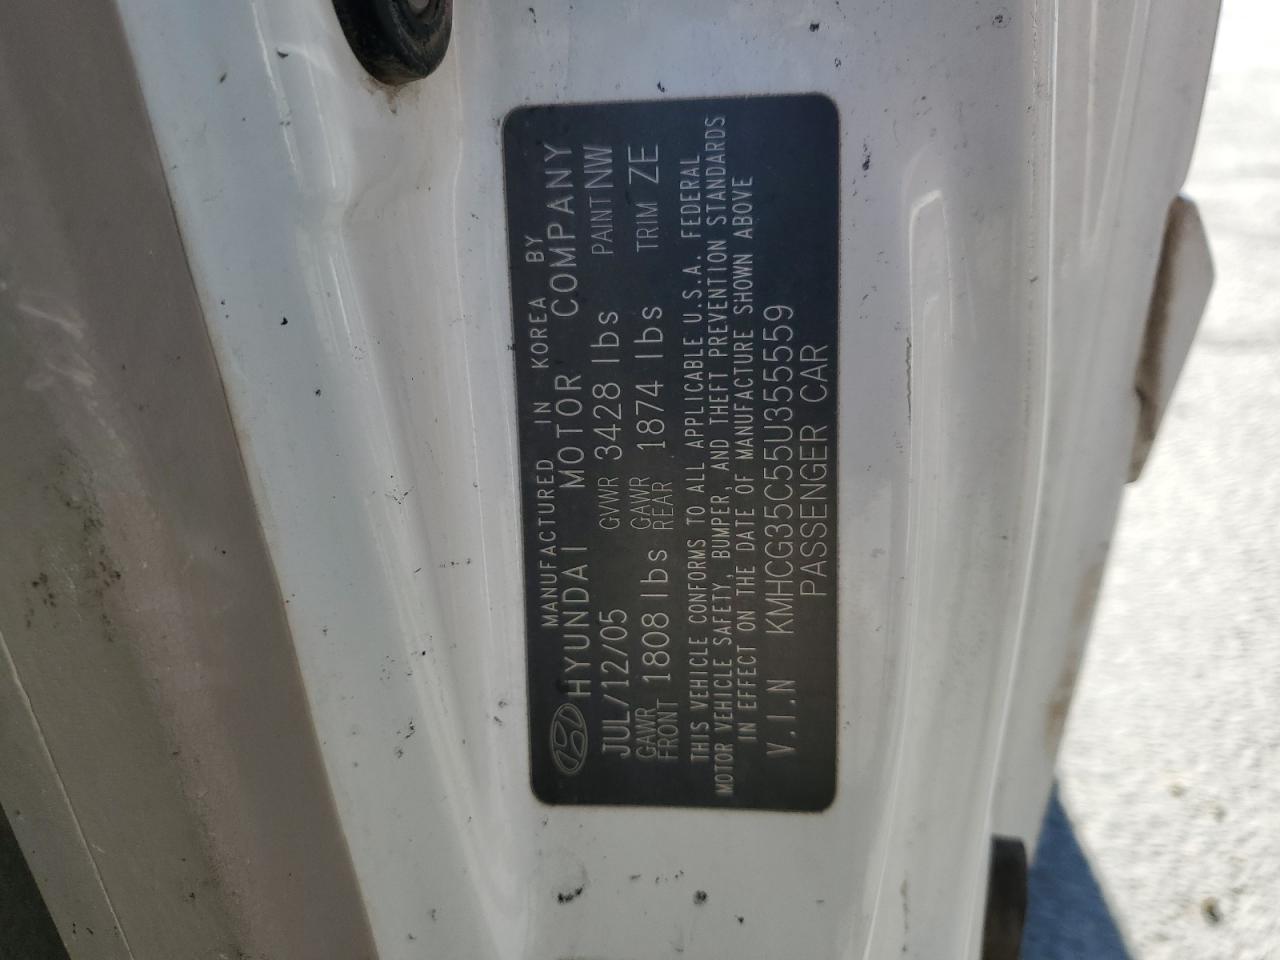 MANUFACTURED IN KOREA BY
HYUNDAI MOTOR COMPANY
JUL/12/05 GVWR 3428 lbs PAINT NW
GAWR FRONT 1808 lbs GAWR REAR 1874 lbs TRIM ZE
THIS VEHICLE CONFORMS TO ALL APPLICABLE U.S.A. FEDERAL
MOTOR VEHICLE SAFETY, BUMPER, AND THEFT PREVENTION STANDARDS
IN EFFECT ON THE DATE OF MANUFACTURE SHOWN ABOVE
V.I.N KMHCG35C55U355559
PASSENGER CAR